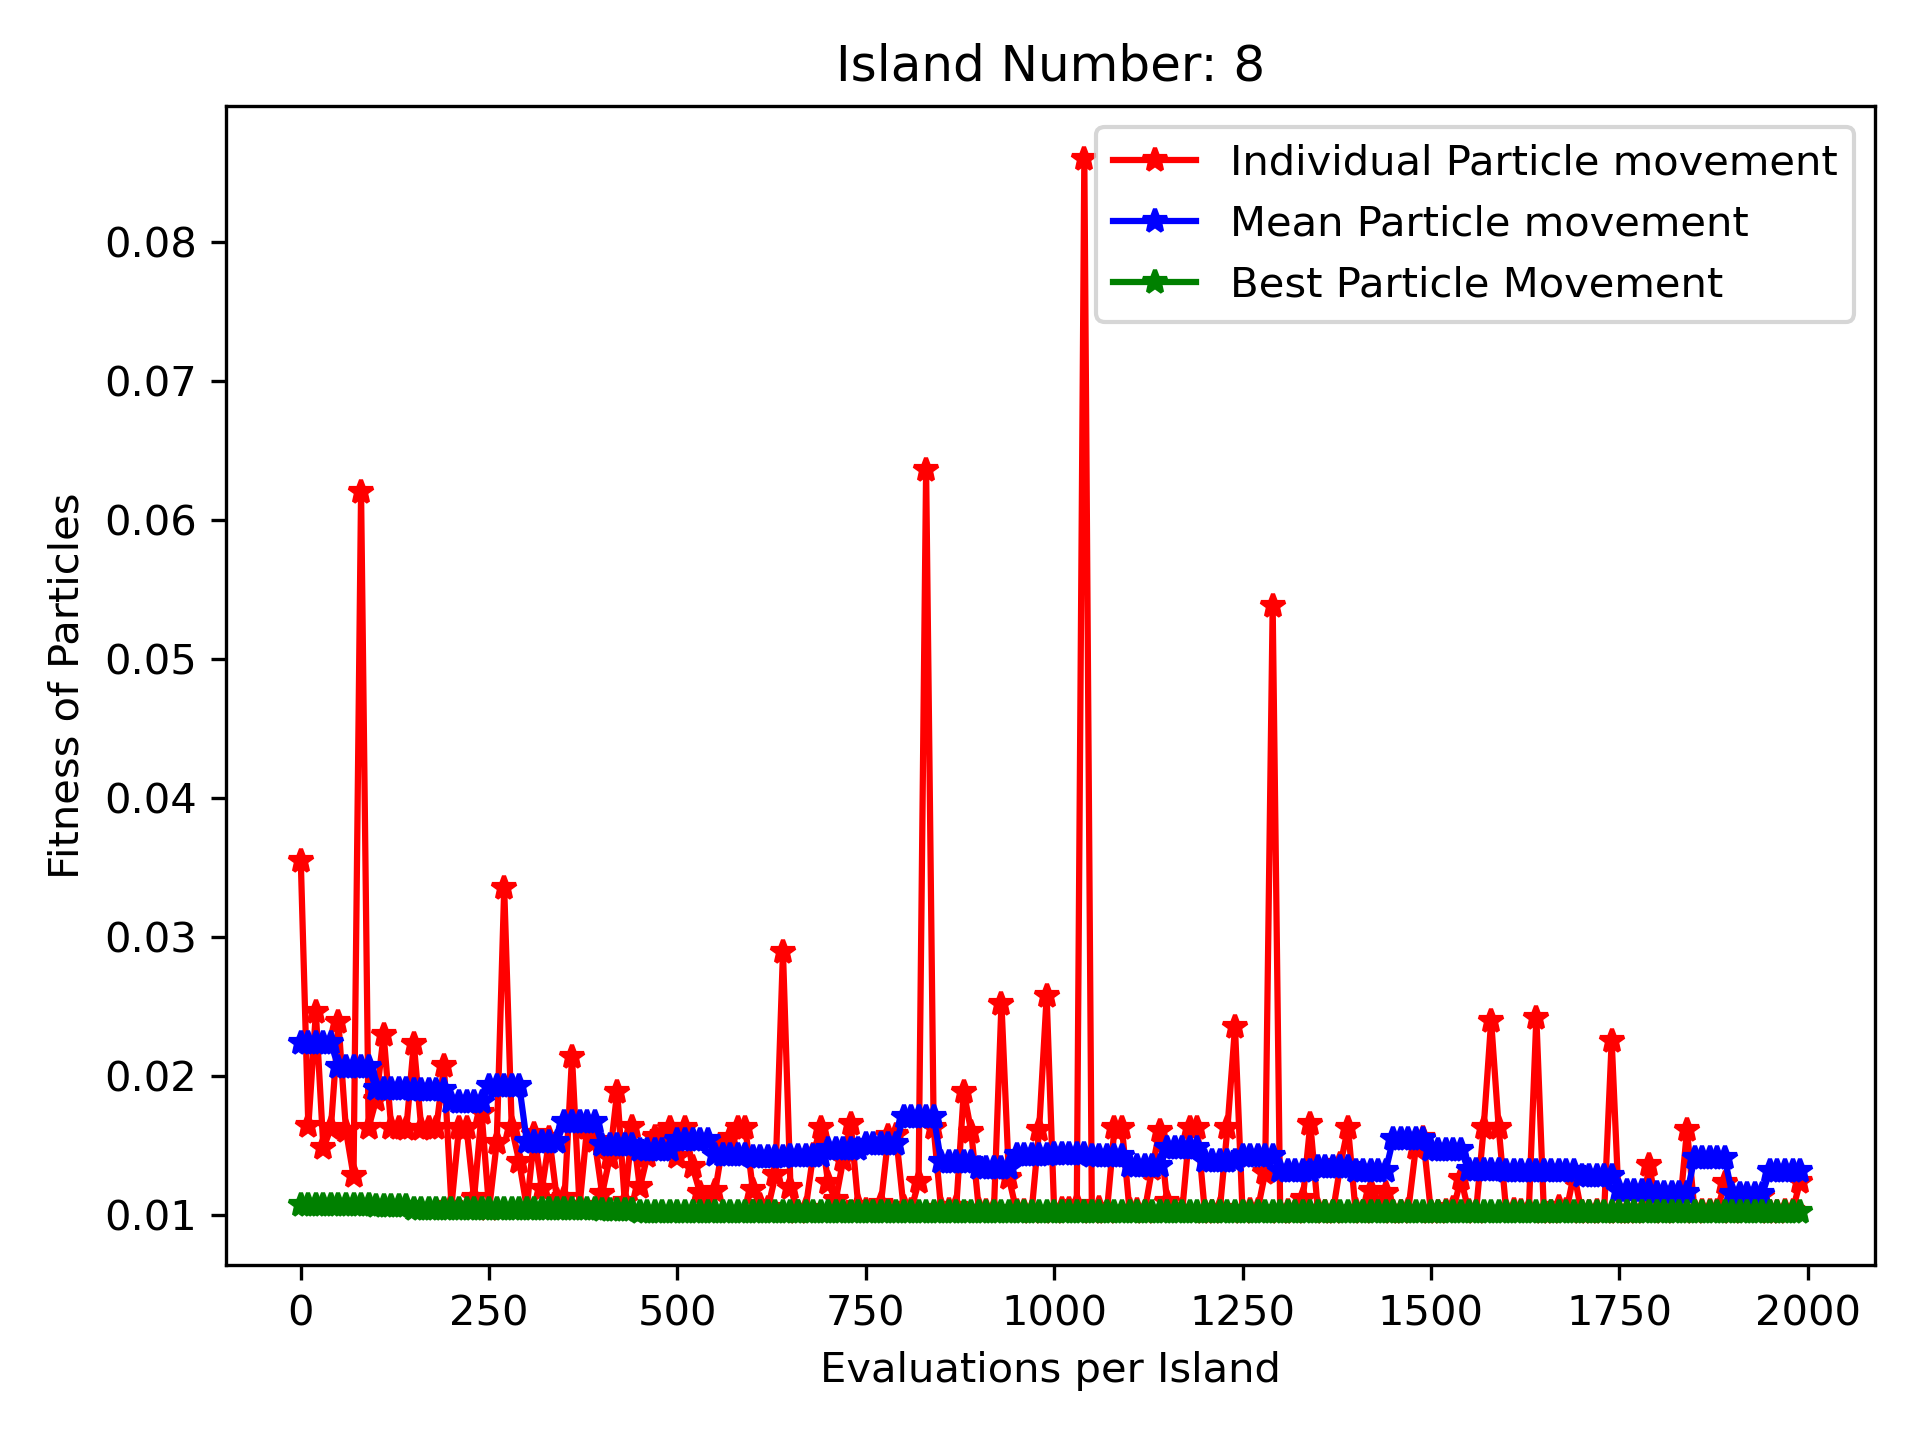 Island Number: 8
Individual Particle movement
Mean Particle movement
Best Particle Movement
Fitness of Particles
0.08
0.07
0.06
0.05
0.04
0.03
0.02
0.01
0 250 500 750 1000 1250 1500 1750 2000
Evaluations per Island